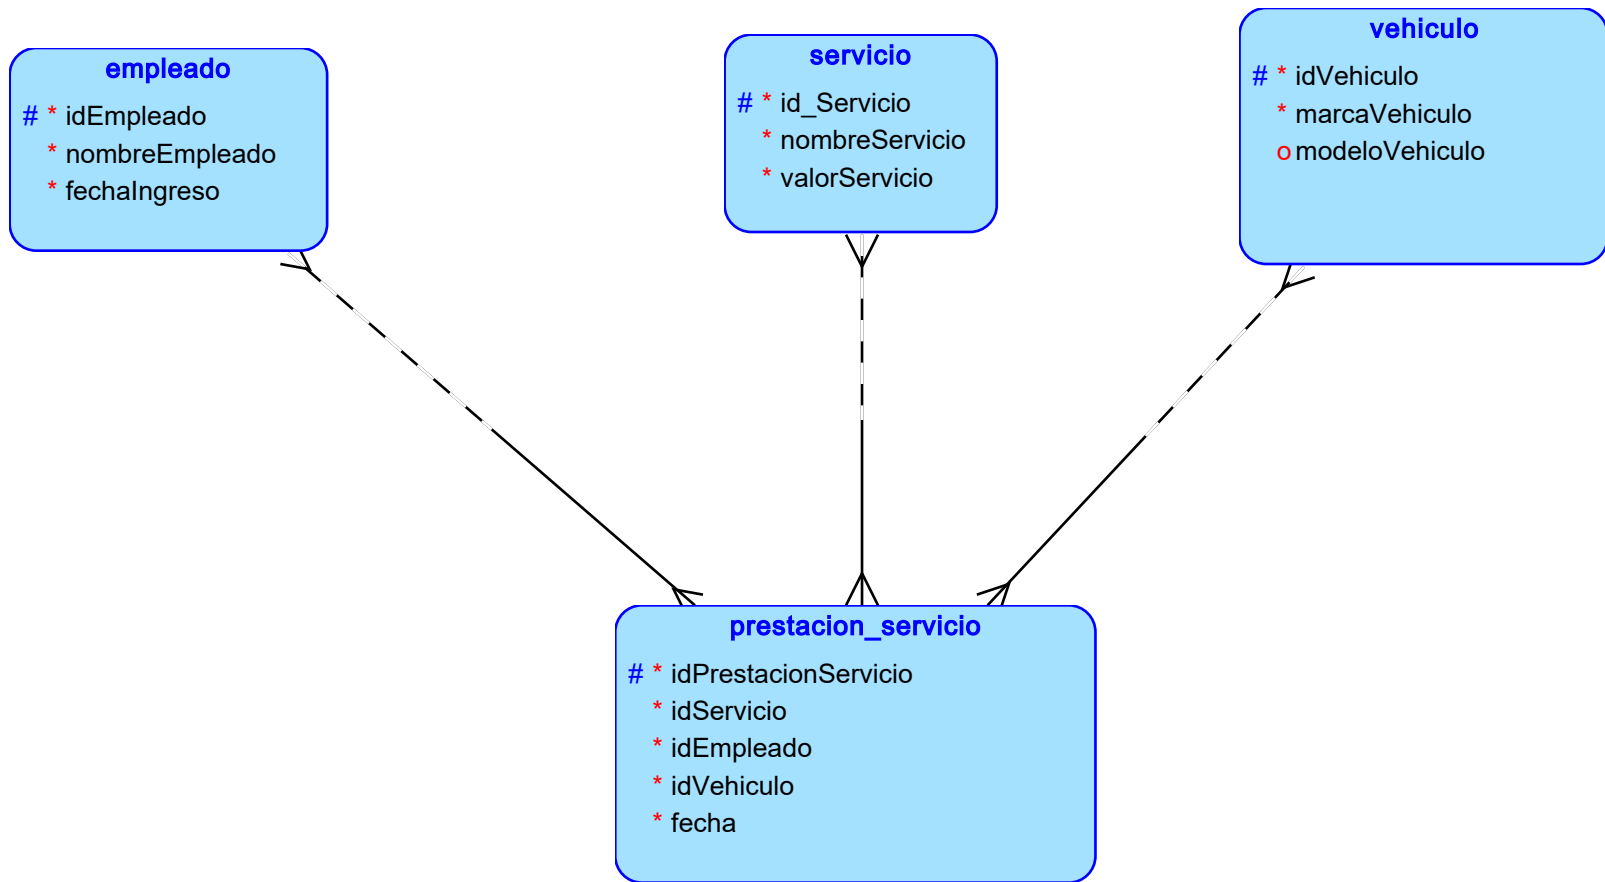 empleado
# * idEmpleado
* nombreEmpleado
* fechaIngreso
servicio
# * id_Servicio
* nombreServicio
* valorServicio
vehiculo
# * idVehiculo
* marcaVehiculo
o modeloVehiculo
prestacion_servicio
# * idPrestacionServicio
* idServicio
* idEmpleado
* idVehiculo
* fecha